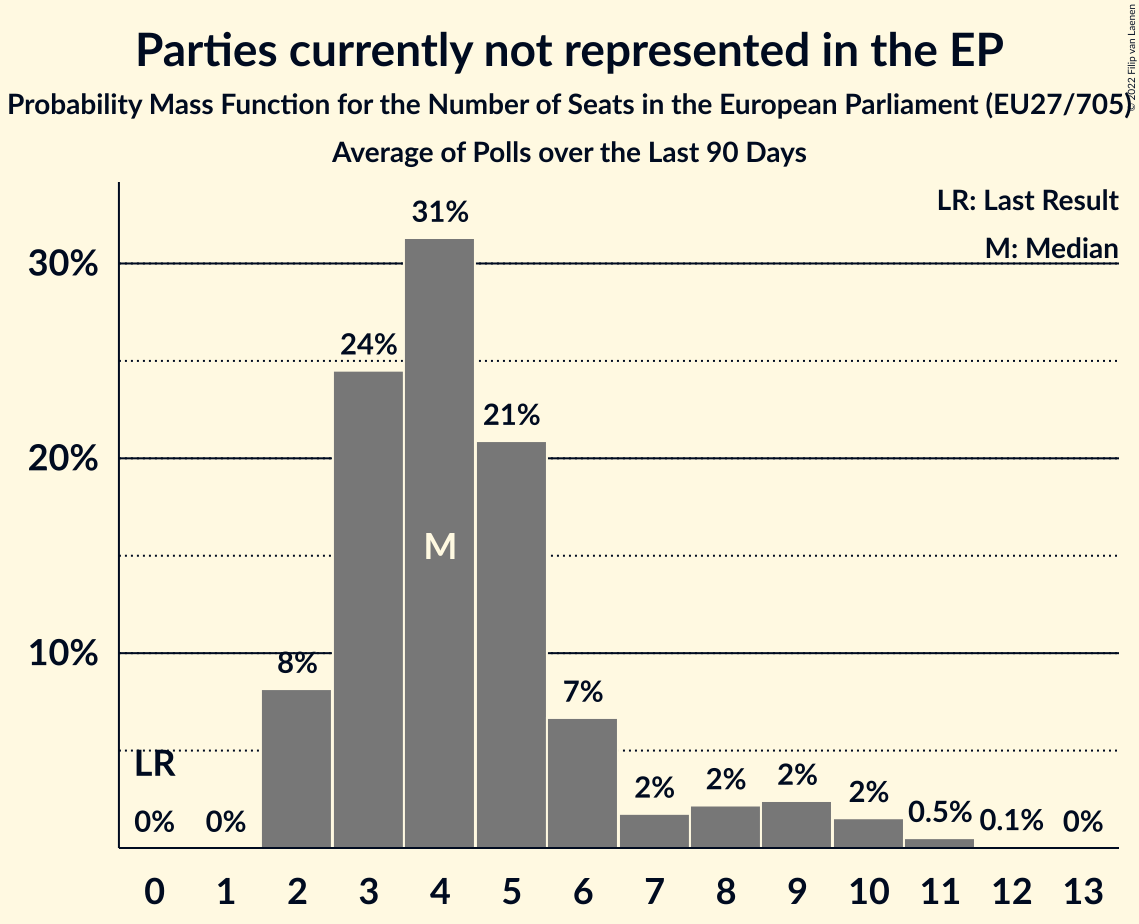 Parties currently not represented in the EP
Probability Mass Function for the Number of Seats in the European Parliament (EU27/705)
Average of Polls over the Last 90 Days
© 2022 Filip van Laenen
LR: Last Result
M: Median
31%
30%
24%
21%
20%
M
10%
8%
7%
LR
0% 0% 2% 2% 2% 2% 0.5% 0.1% 0%
0 1 2 3 4 5 6 7 8 9 10 11 12 13